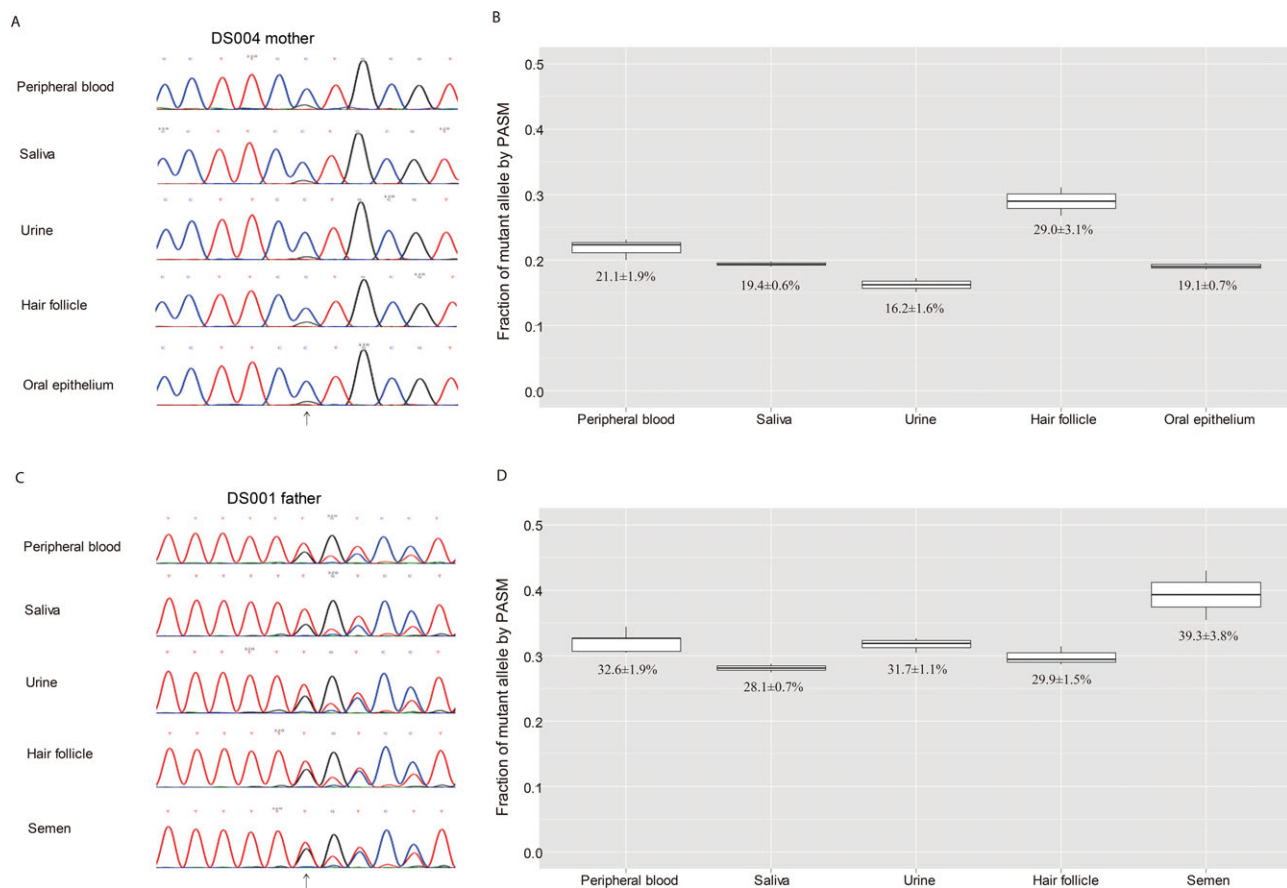 A
DS004 mother
Peripheral blood
Saliva
Urine
Hair follicle
Oral epithelium
↑
B
Fraction of mutant allele by PASM
0.5
0.4
0.3
0.2
0.1
0.0
21.1±1.9%
19.4±0.6%
16.2±1.6%
29.0±3.1%
19.1±0.7%
Peripheral blood Saliva Urine Hair follicle Oral epithelium
C
DS001 father
Peripheral blood
Saliva
Urine
Hair follicle
Semen
↑
D
Fraction of mutant allele by PASM
0.5
0.4
0.3
0.2
0.1
0.0
32.6±1.9%
28.1±0.7%
31.7±1.1%
29.9±1.5%
39.3±3.8%
Peripheral blood Saliva Urine Hair follicle Semen